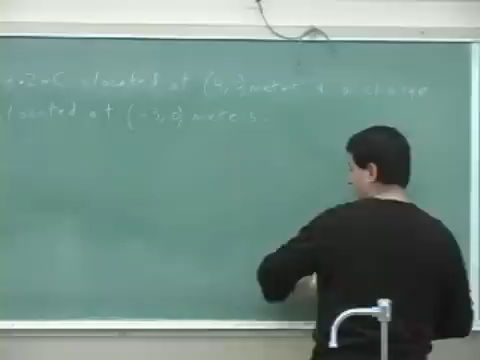 located at ( , ) meter & a charge
located at (-3, 0) meters.